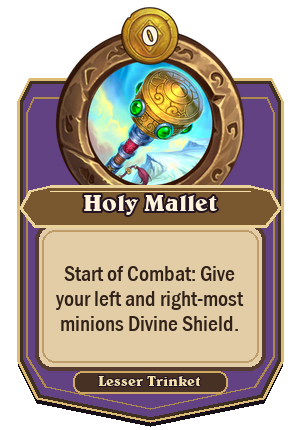 0
Holy Mallet
Start of Combat: Give
your left and right-most
minions Divine Shield.
Lesser Trinket